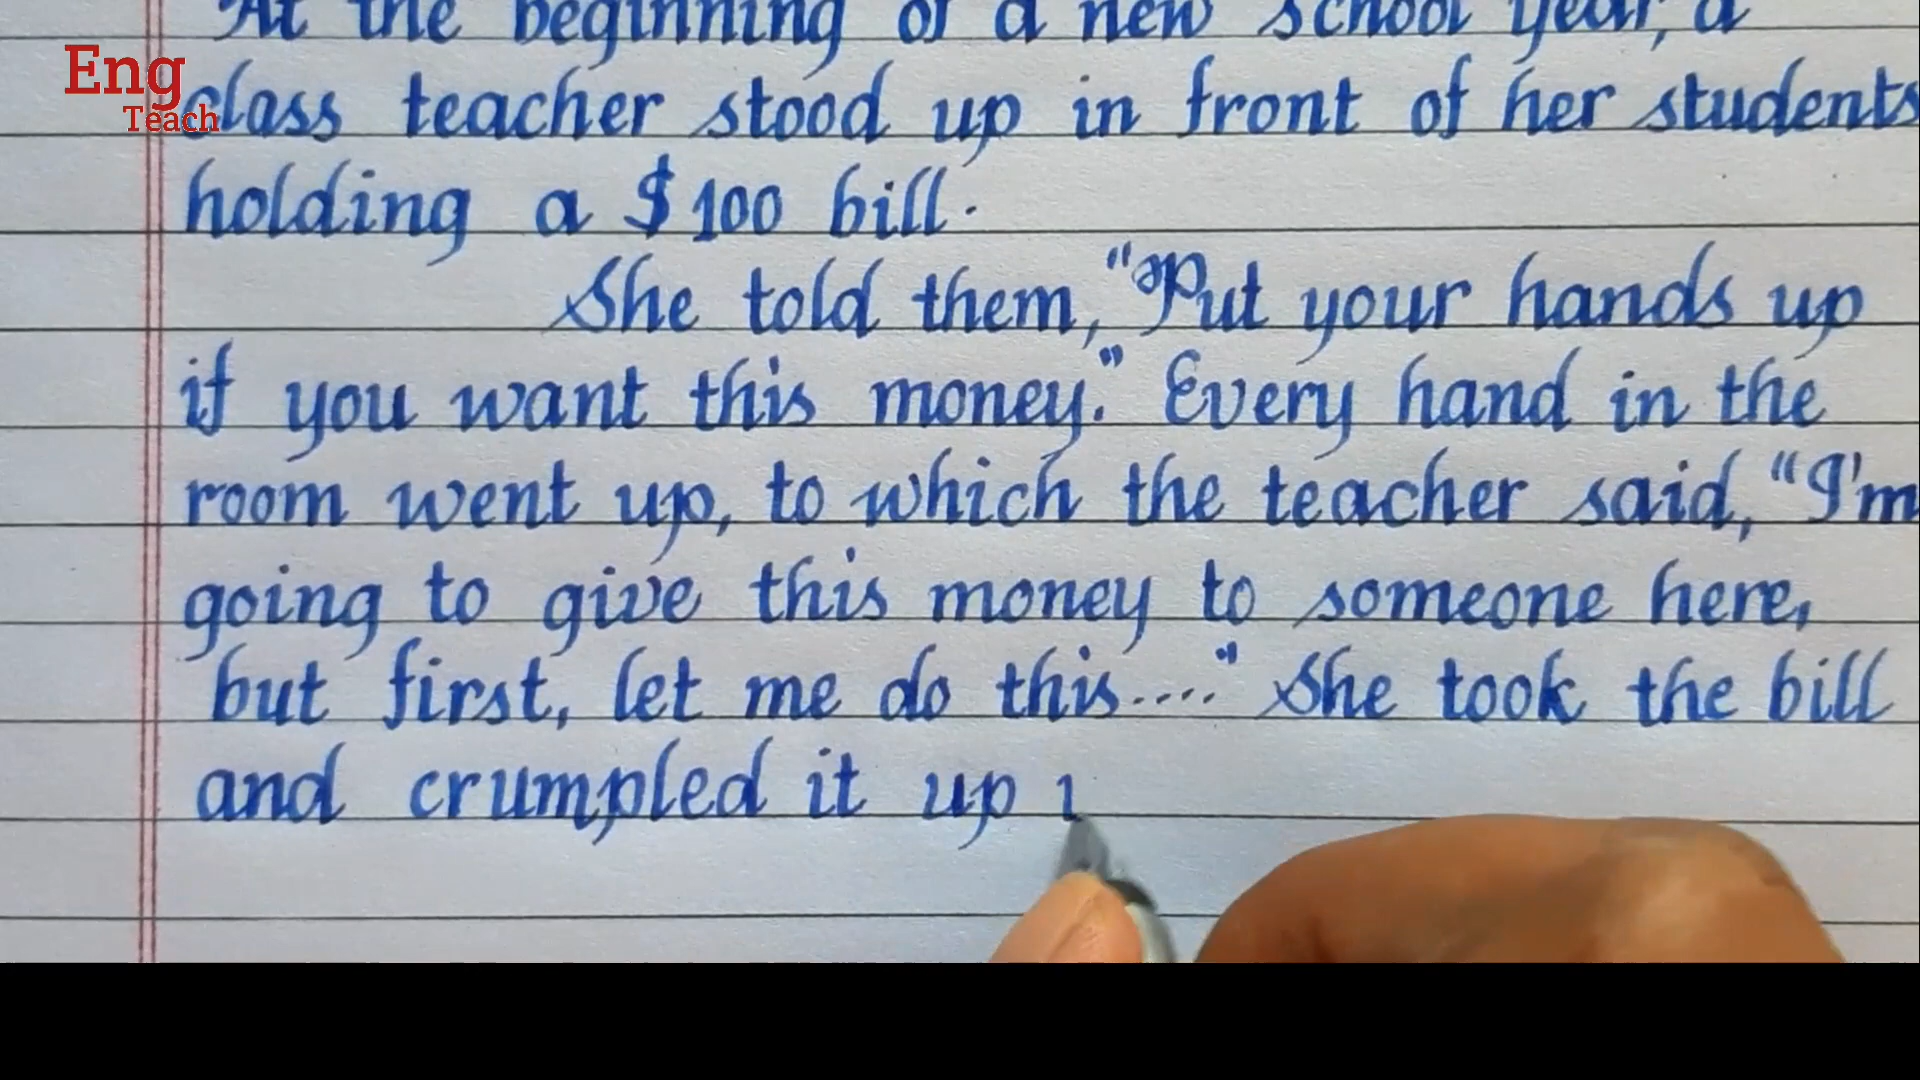 At the beginning of a new school year, a
Eng
Teach
class teacher stood up in front of her students
holding a $100 bill.
She told them, "Put your hands up
if you want this money." Every hand in the
room went up, to which the teacher said, "I'm
going to give this money to someone here,
but first, let me do this...." She took the bill
and crumpled it up